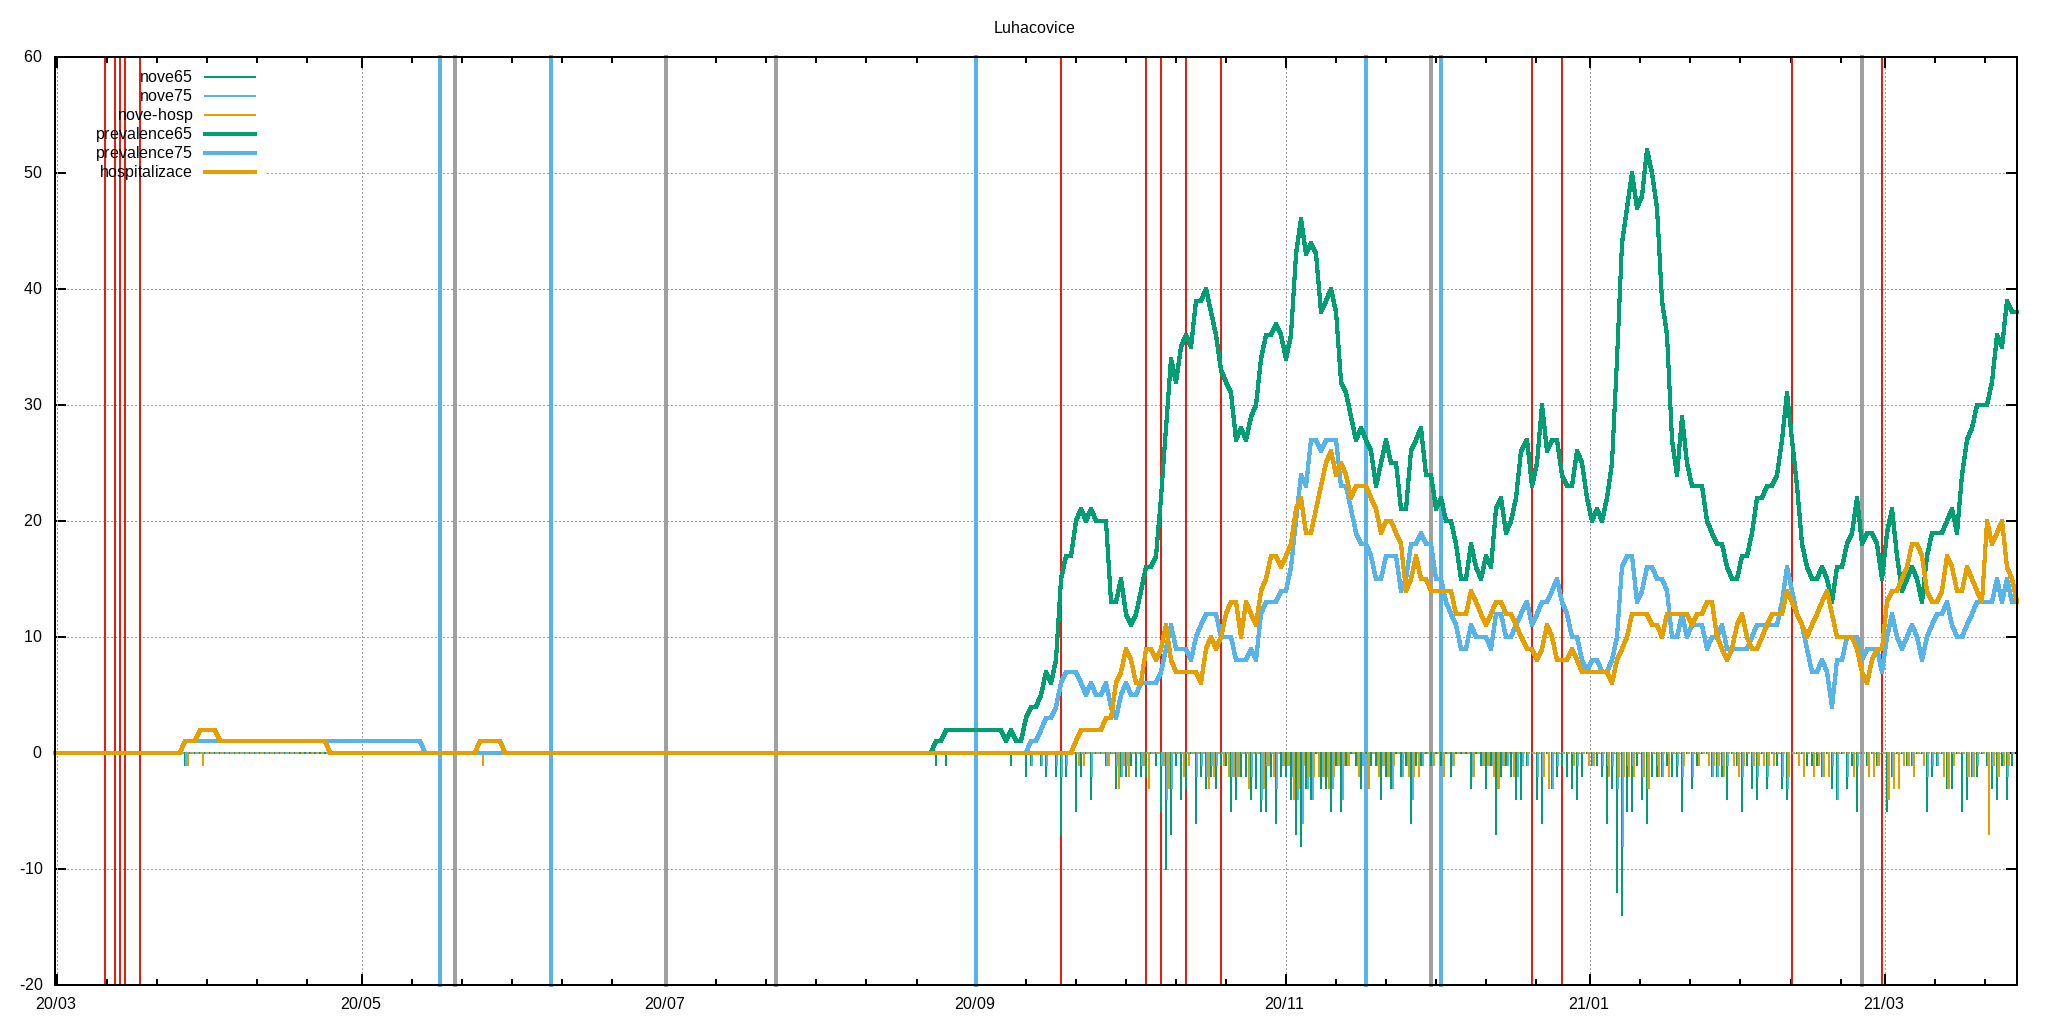 Luhacovice
60
50
40
30
20
10
0
-10
-20
nove65
nove75
nove-hosp
prevalence65
prevalence75
hospitalizace
20/03 20/05 20/07 20/09 20/11 21/01 21/03